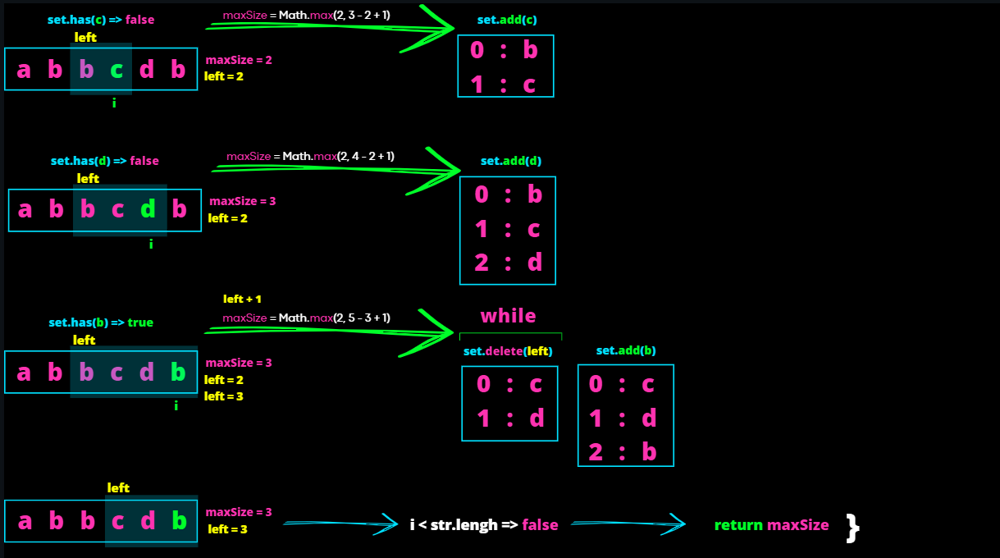 set.has(c) => false
maxSize = Math.max(2, 3 - 2 + 1)
set.add(c)
left
a b b c d b
maxSize = 2
left = 2
i
0 : b
1 : c
set.has(d) => false
maxSize = Math.max(2, 4 - 2 + 1)
set.add(d)
left
a b b c d b
maxSize = 3
left = 2
i
0 : b
1 : c
2 : d
left + 1
set.has(b) => true
maxSize = Math.max(2, 5 - 3 + 1)
while
left
set.delete(left)
set.add(b)
a b b c d b
maxSize = 3
left = 2
left = 3
i
0 : c
1 : d
0 : c
1 : d
2 : b
left
a b b c d b
maxSize = 3
left = 3
i < str.lengh => false
return maxSize }